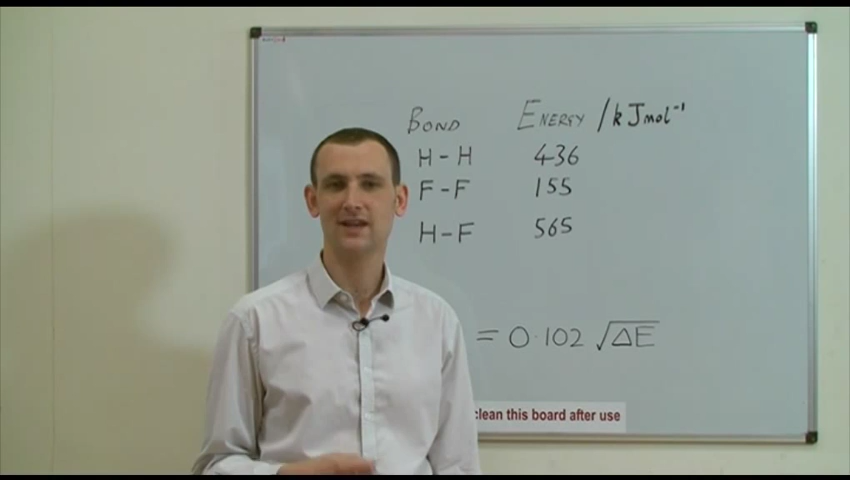 BOND ENERGY /kJmol⁻¹
H-H 436
F-F 155
H-F 565
= 0.102 √ΔE
clean this board after use